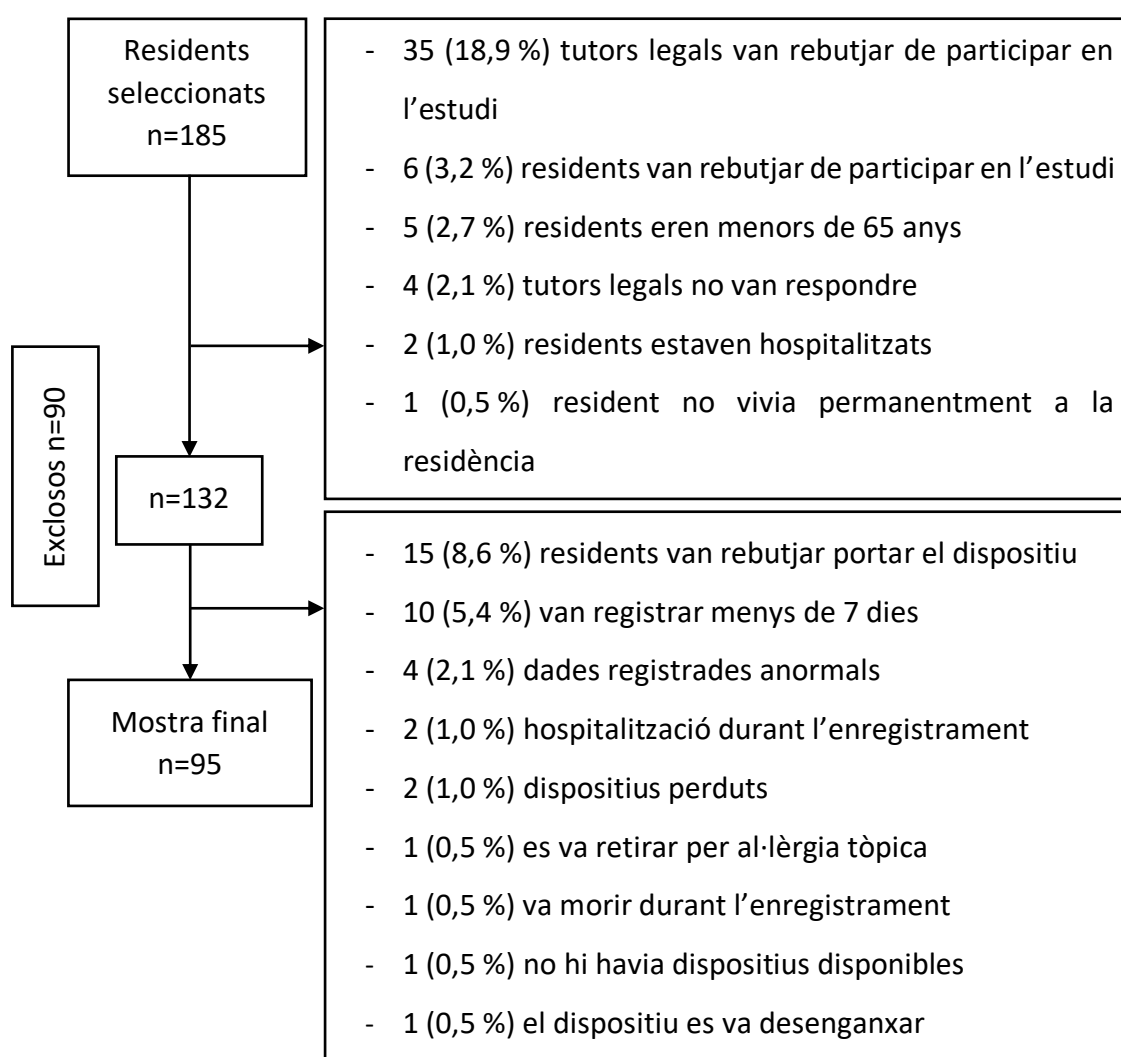 Residents
seleccionats
n=185
- 35 (18,9 %) tutors legals van rebutjar de participar en
l’estudi
- 6 (3,2 %) residents van rebutjar de participar en l’estudi
- 5 (2,7 %) residents eren menors de 65 anys
- 4 (2,1 %) tutors legals no van respondre
- 2 (1,0 %) residents estaven hospitalitzats
- 1 (0,5 %) resident no vivia permanentment a la
residència
Exclosos n=90
n=132
- 15 (8,6 %) residents van rebutjar portar el dispositiu
- 10 (5,4 %) van registrar menys de 7 dies
- 4 (2,1 %) dades registrades anormals
- 2 (1,0 %) hospitalització durant l’enregistrament
- 2 (1,0 %) dispositius perduts
- 1 (0,5 %) es va retirar per al·lèrgia tòpica
- 1 (0,5 %) va morir durant l’enregistrament
- 1 (0,5 %) no hi havia dispositius disponibles
- 1 (0,5 %) el dispositiu es va desenganxar
Mostra final
n=95